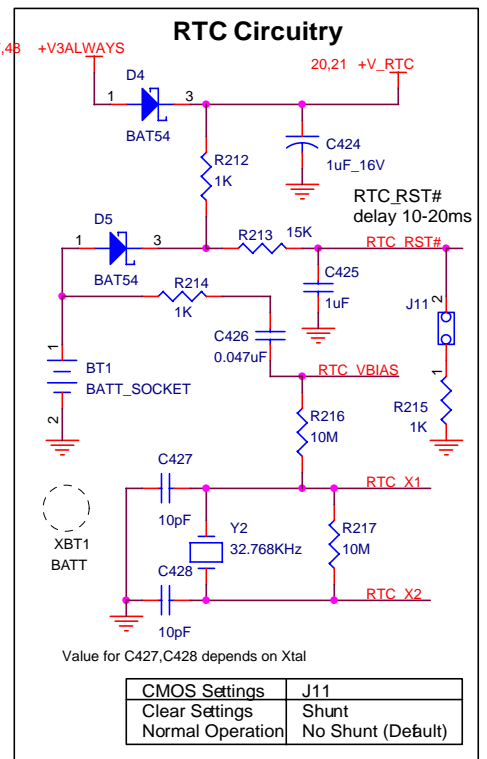 RTC Circuitry
,48 +V3ALWAYS
20,21 +V_RTC
D4
1 3
BAT54
C424
1uF_16V
R212
1K
RTC_RST#
delay 10-20ms
D5
1 3
BAT54
R213 15K
RTC_RST#
R214
1K
C425
1uF
J11
2
1
C426
0.047uF
1
BT1
BATT_SOCKET
2
RTC_VBIAS
R215
1K
R216
10M
C427
10pF
RTC_X1
XBT1
BATT
Y2
32.768KHz
R217
10M
C428
10pF
RTC_X2
Value for C427,C428 depends on Xtal
CMOS Settings J11
Clear Settings Shunt
Normal Operation No Shunt (Default)